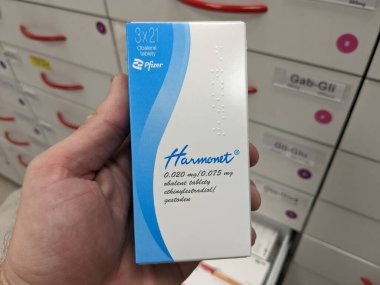 3×21
Obalené
tablety
Pfizer
Harmonet®
0.020 mg/0.075 mg
obalené tablety
ethinylestradiol/
gestoden
Gab-Gli
Gli-Glu